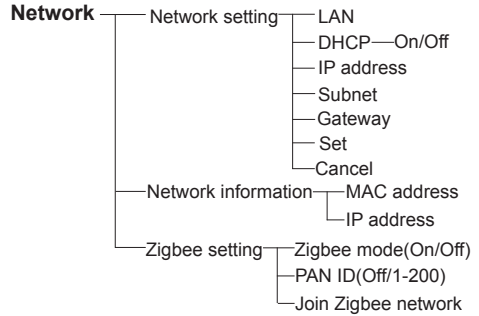 Network Network setting LAN
DHCP On/Off
IP address
Subnet
Gateway
Set
Cancel
Network information MAC address
IP address
Zigbee setting Zigbee mode(On/Off)
PAN ID(Off/1-200)
Join Zigbee network